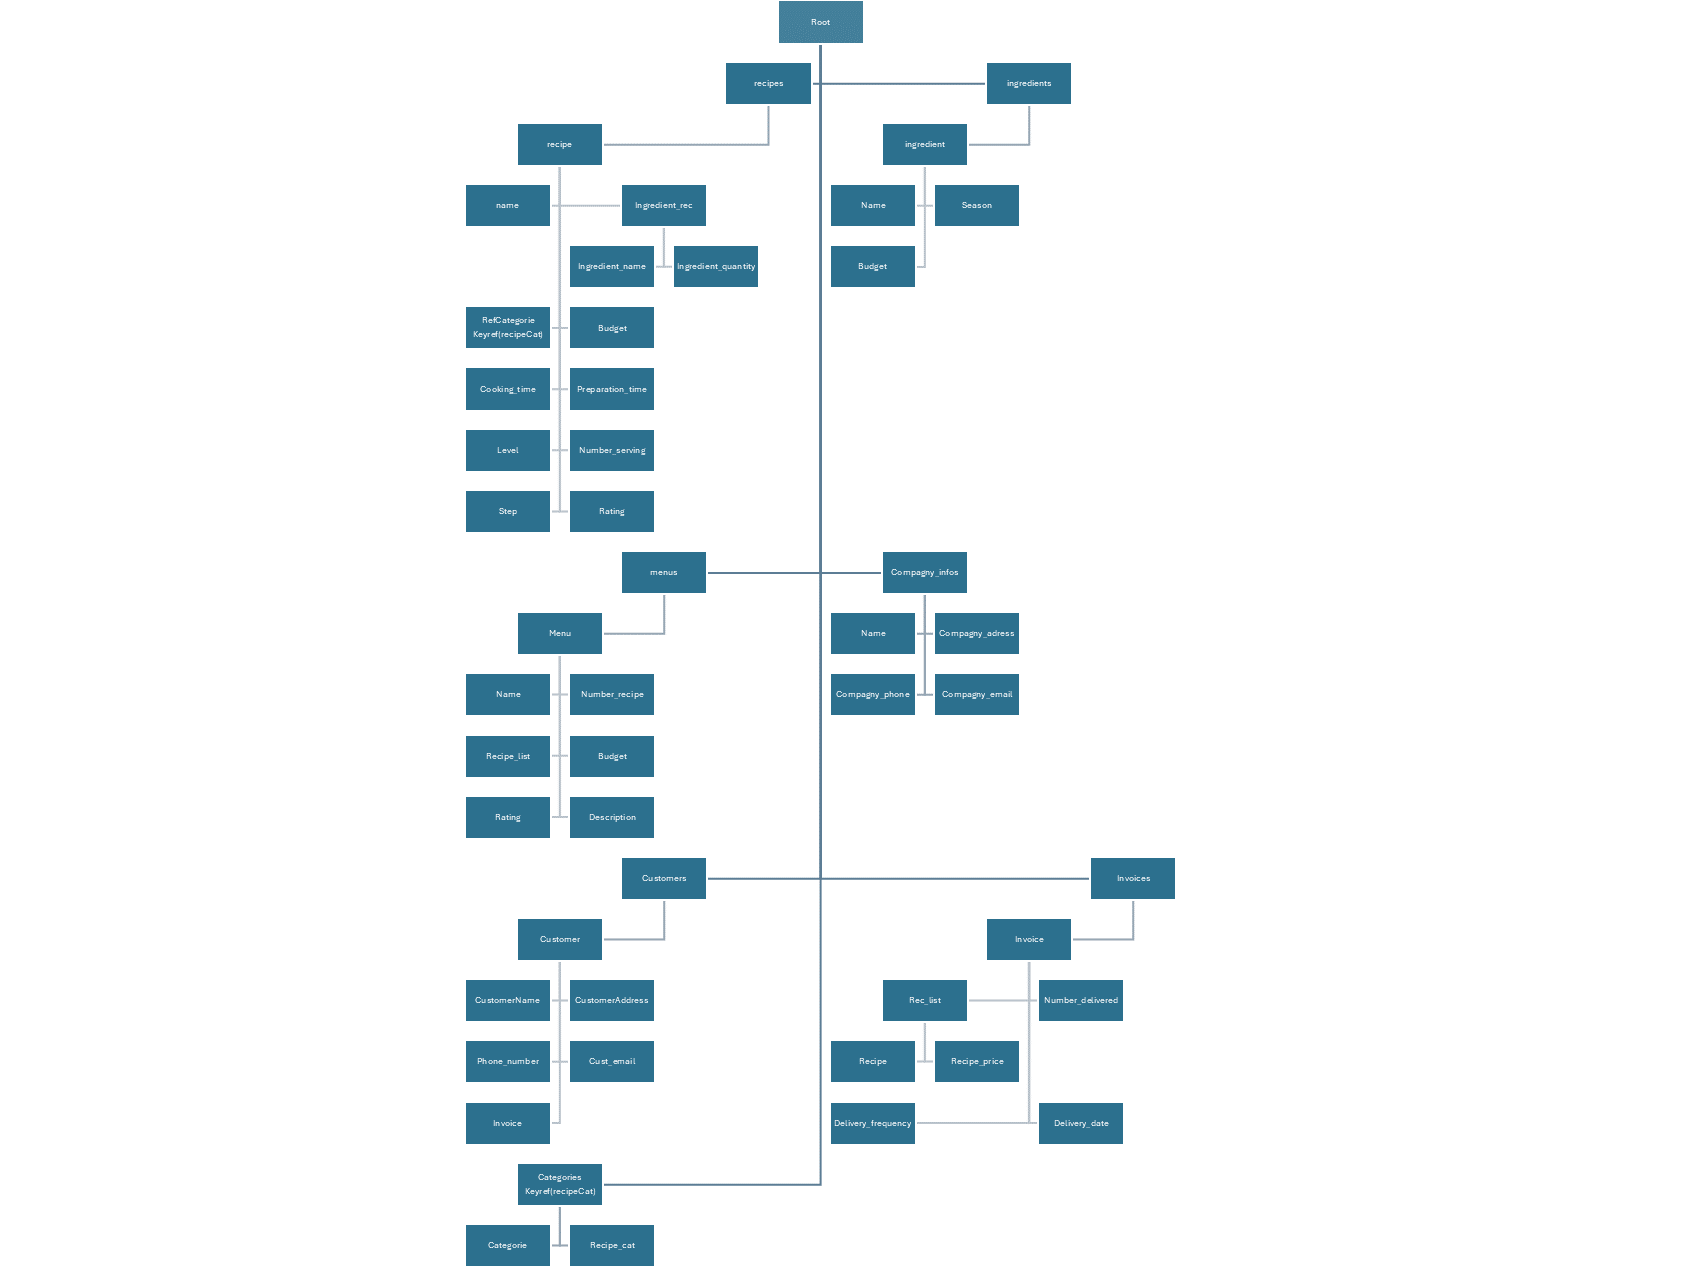 Root
recipes
ingredients
recipe
ingredient
name
Ingredient_rec
Name
Season
Ingredient_name
Ingredient_quantity
Budget
RefCategorie
Keyref(recipeCat)
Budget
Cooking_time
Preparation_time
Level
Number_serving
Step
Rating
menus
Compagny_infos
Menu
Name
Compagny_adress
Name
Number_recipe
Compagny_phone
Compagny_email
Recipe_list
Budget
Rating
Description
Customers
Invoices
Customer
Invoice
CustomerName
CustomerAddress
Rec_list
Number_delivered
Phone_number
Cust_email
Recipe
Recipe_price
Invoice
Delivery_frequency
Delivery_date
Categories
Keyref(recipeCat)
Categorie
Recipe_cat